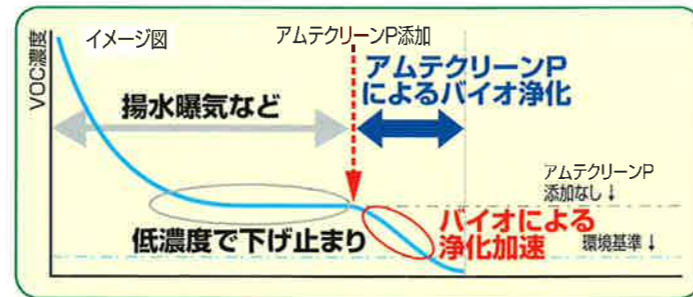 イメージ図
アムテクリーンP添加
VOC濃度
揚水曝気など
アムテクリーンP
によるバイオ浄化
アムテクリーンP
添加なし↓
低濃度で下げ止まり
バイオによる
浄化加速
環境基準↓